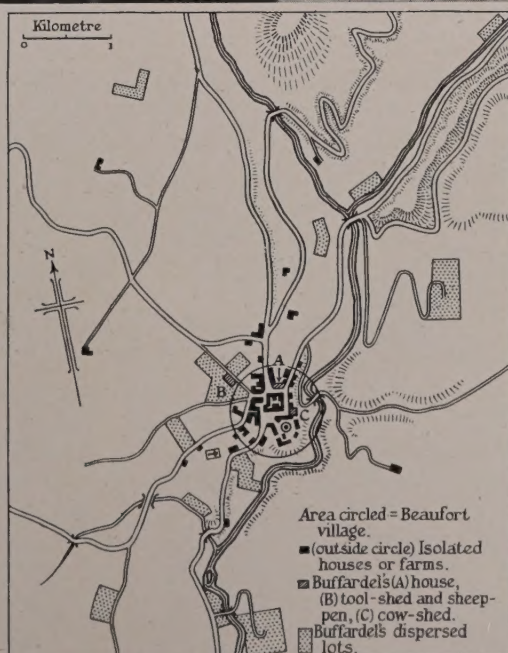 Kilometre
0 1
N
A
B
C
Area circled = Beaufort
village.
(outside circle) Isolated
houses or farms.
Buffardel's (A) house,
(B) tool-shed and sheep-
pen, (C) cow-shed.
Buffardel's dispersed
lots.